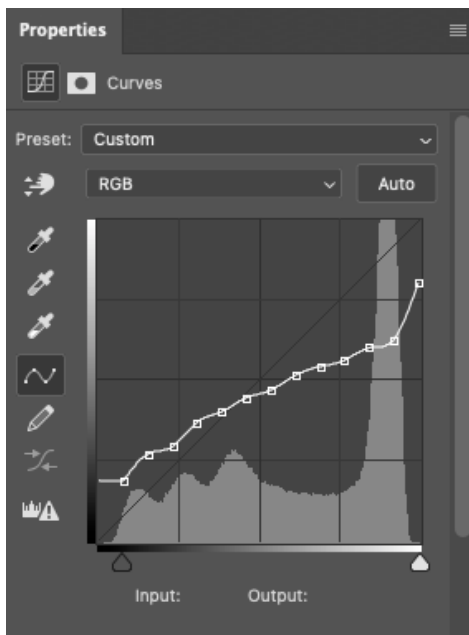 Properties
Curves
Preset: Custom
RGB Auto
Input: Output: